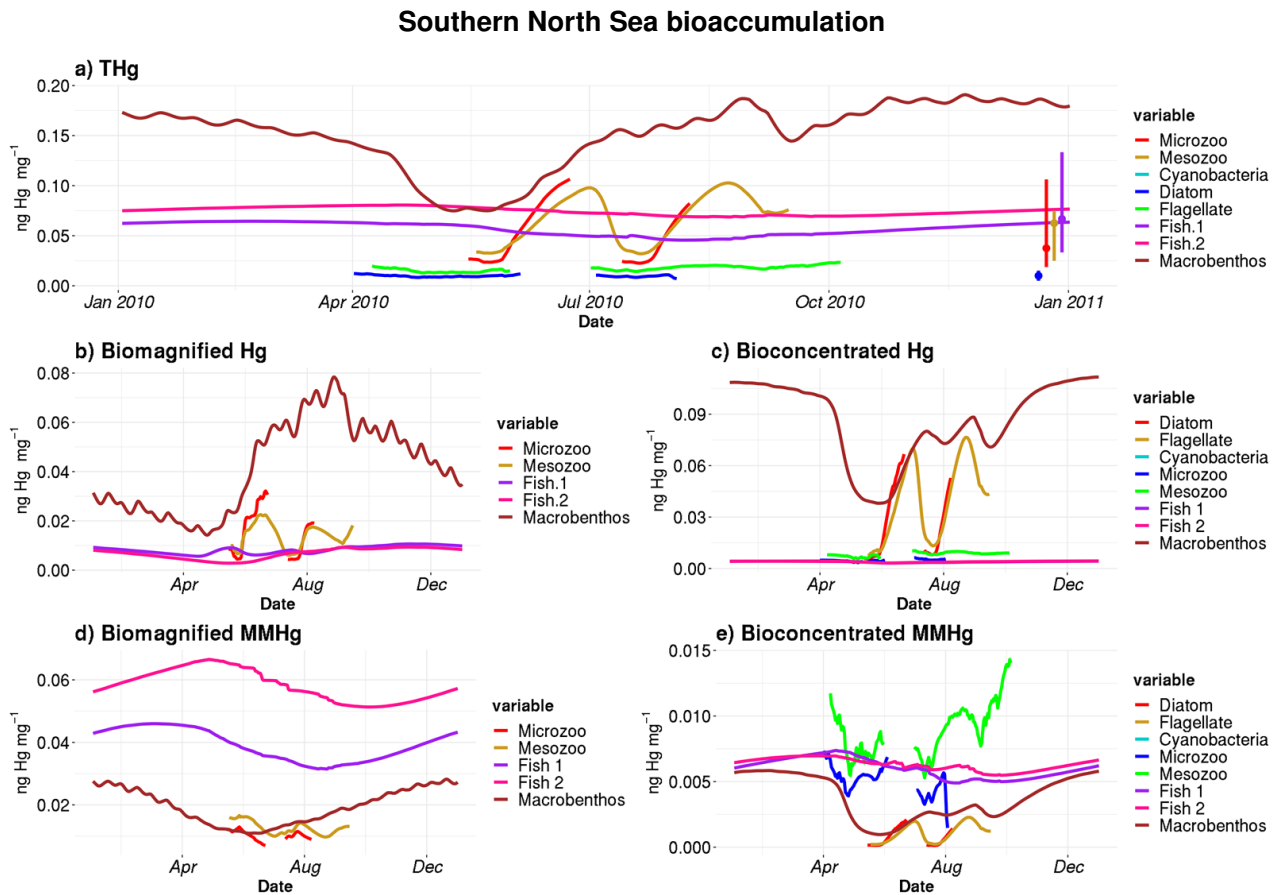 Southern North Sea bioaccumulation
a) THg
0.20
0.15
0.10
0.05
0.00
ng Hg mg⁻¹
Jan 2010 Apr 2010 Jul 2010 Oct 2010 Jan 2011
Date
variable
Microzoo
Mesozoo
Cyanobacteria
Diatom
Flagellate
Fish.1
Fish.2
Macrobenthos
b) Biomagnified Hg
0.08
0.06
0.04
0.02
0.00
ng Hg mg⁻¹
Apr Aug Dec
Date
variable
Microzoo
Mesozoo
Fish.1
Fish.2
Macrobenthos
c) Bioconcentrated Hg
0.09
0.06
0.03
0.00
ng Hg mg⁻¹
Apr Aug Dec
Date
variable
Diatom
Flagellate
Cyanobacteria
Microzoo
Mesozoo
Fish 1
Fish 2
Macrobenthos
d) Biomagnified MMHg
0.06
0.04
0.02
ng Hg mg⁻¹
Apr Aug Dec
Date
variable
Microzoo
Mesozoo
Fish 1
Fish 2
Macrobenthos
e) Bioconcentrated MMHg
0.015
0.010
0.005
0.000
ng Hg mg⁻¹
Apr Aug Dec
Date
variable
Diatom
Flagellate
Cyanobacteria
Microzoo
Mesozoo
Fish 1
Fish 2
Macrobenthos